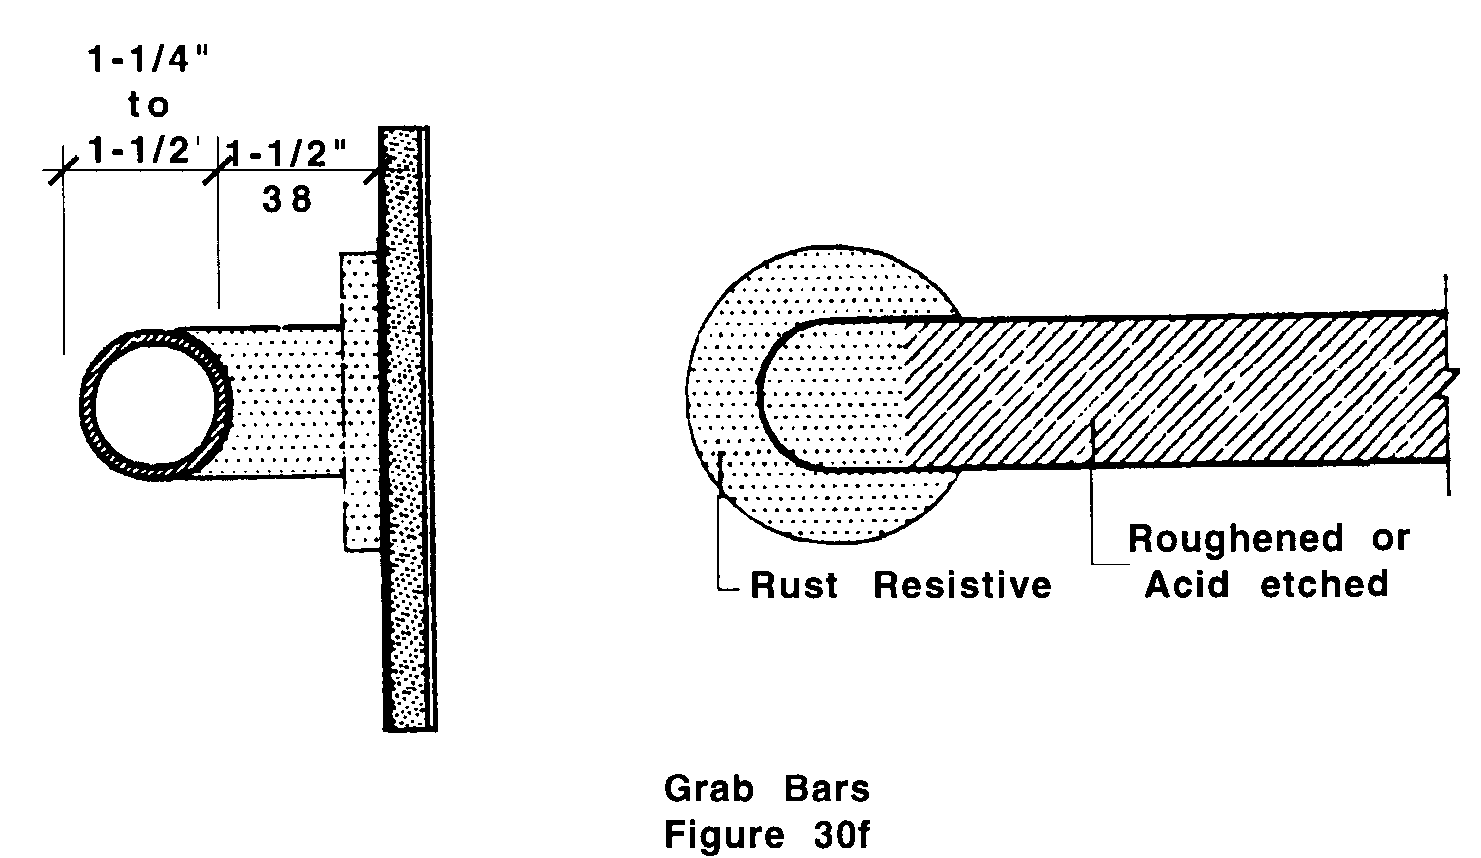 1-1/4"
to
1-1/2'
1-1/2"
38
Rust Resistive
Roughened or
Acid etched
Grab Bars
Figure 30f